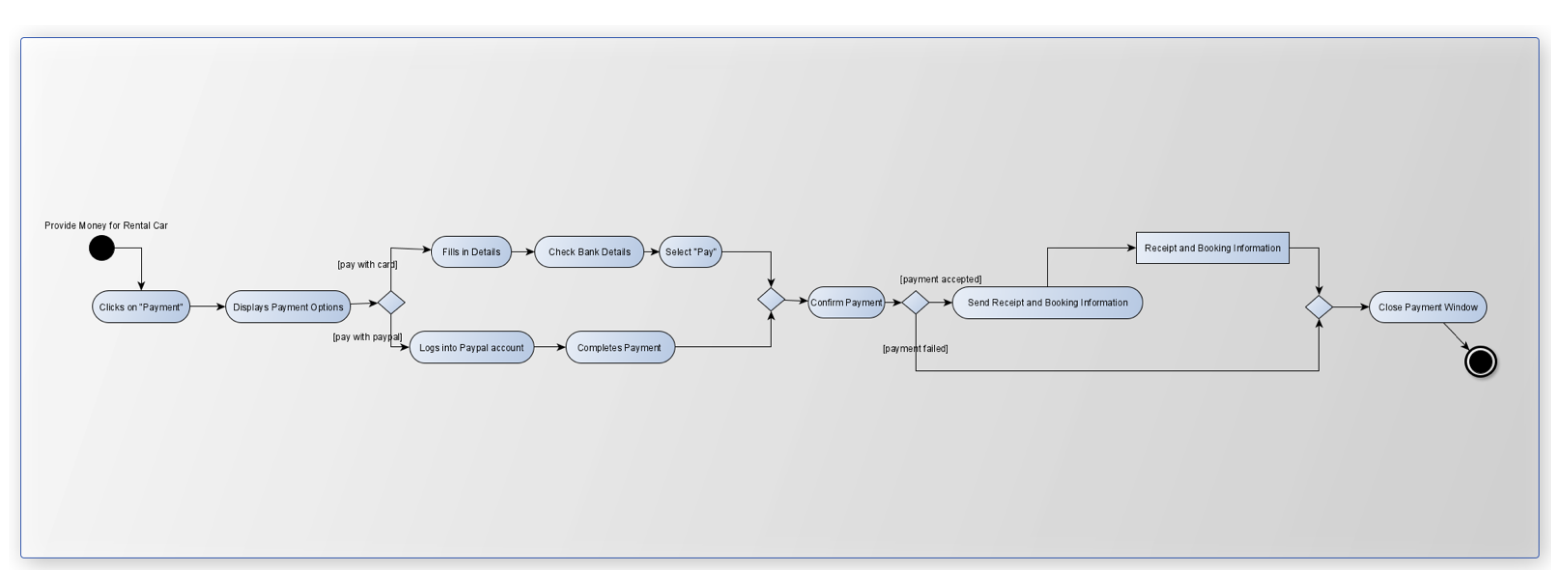 Provide Money for Rental Car
Clicks on "Payment"
Displays Payment Options
[pay with card]
Fills in Details
Check Bank Details
Select "Pay"
[pay with paypal]
Logs into Paypal account
Completes Payment
Confirm Payment
[payment accepted]
Send Receipt and Booking Information
Receipt and Booking Information
[payment failed]
Close Payment Window